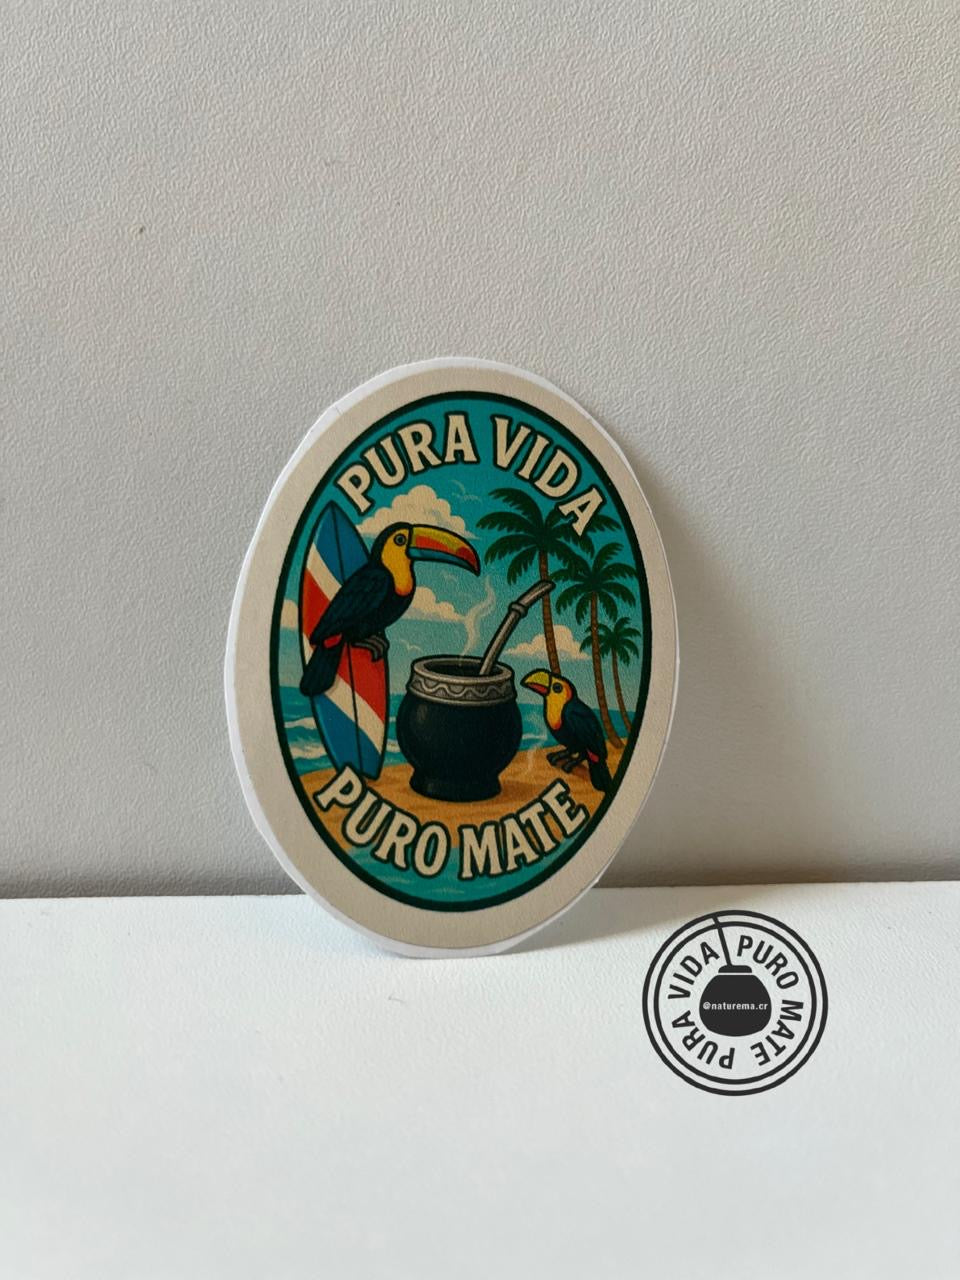 PURA VIDA
PURO MATE
PURA VIDA PURO MATE
@naturema.cr